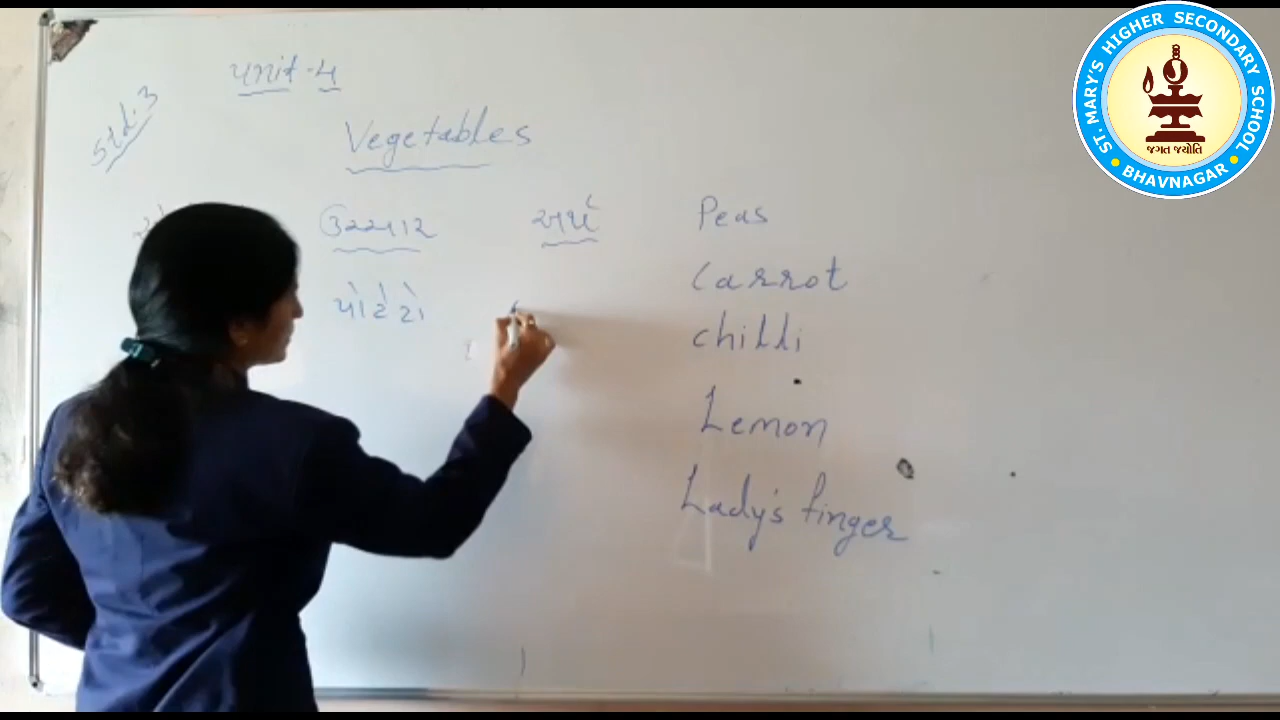 ST. MARY'S HIGHER SECONDARY SCHOOL.
BHAVNAGAR
જગત જ્યોતિ
Std. 3
યunit-૫
Vegetables
ઉચ્ચાર અર્થ Peas
પોટેટો Carrot
chilli
Lemon
Lady's finger